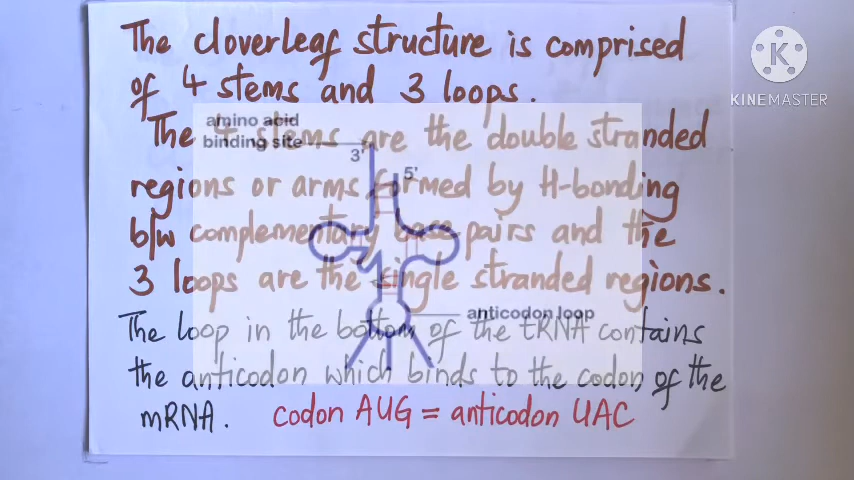 The cloverleaf structure is comprised
of 4 stems and 3 loops.
The 4 stems are the double stranded
regions or arms formed by H-bonding
b/w complementary base pairs and the
3 loops are the single stranded regions.
The loop in the bottom of the tRNA contains
the anticodon which binds to the codon of the
mRNA. codon AUG = anticodon UAC
amino acid
binding site
3'
5'
anticodon loop
KINEMASTER